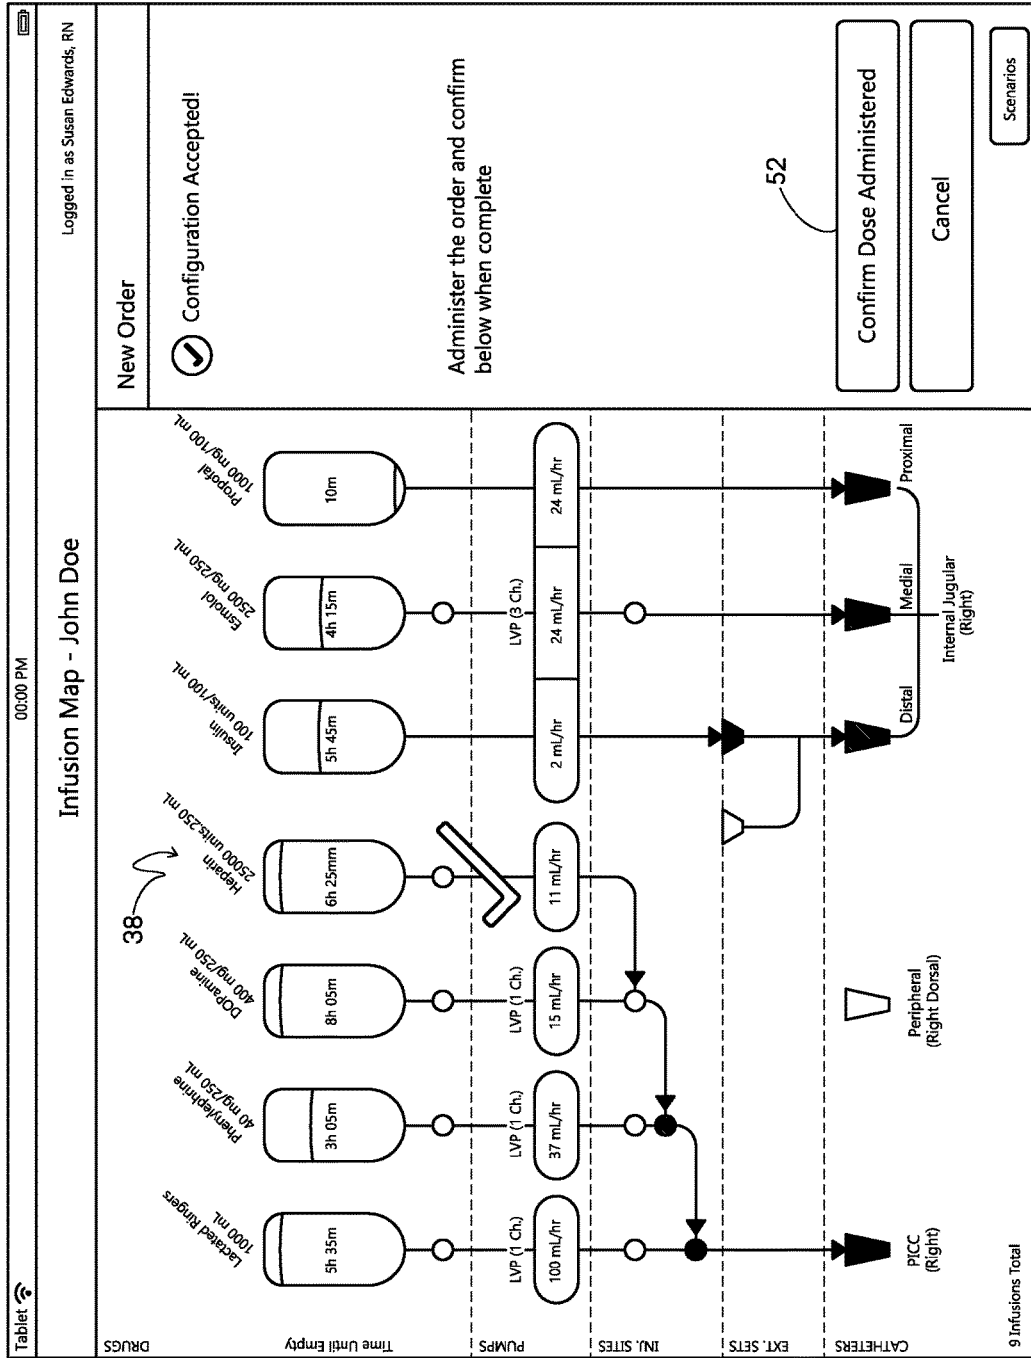 Tablet
00:00 PM
Infusion Map - John Doe
Logged in as Susan Edwards, RN
DRUGS
Lactated Ringers
1000 mL
Phenylephrine
40 mg/250 mL
DOPamine
400 mg/250 mL
38
Heparin
25000 units.250 mL
Insulin
100 units/100 mL
Esmolol
2500 mg/250 mL
Propofal
1000 mg/100 mL
Time Until Empty
5h 35m
3h 05m
8h 05m
6h 25mm
5h 45m
4h 15m
10m
PUMPS
LVP (1 Ch.)
LVP (1 Ch.)
LVP (1 Ch.)
LVP (3 Ch.)
100 mL/hr
37 mL/hr
15 mL/hr
11 mL/hr
2 mL/hr
24 mL/hr
24 mL/hr
INJ. SITES
EXT. SETS
CATHETERS
PICC
(Right)
Peripheral
(Right Dorsal)
Distal
Medial
Proximal
Internal Jugular
(Right)
9 Infusions Total
New Order
Configuration Accepted!
Administer the order and confirm
below when complete
52
Confirm Dose Administered
Cancel
Scenarios